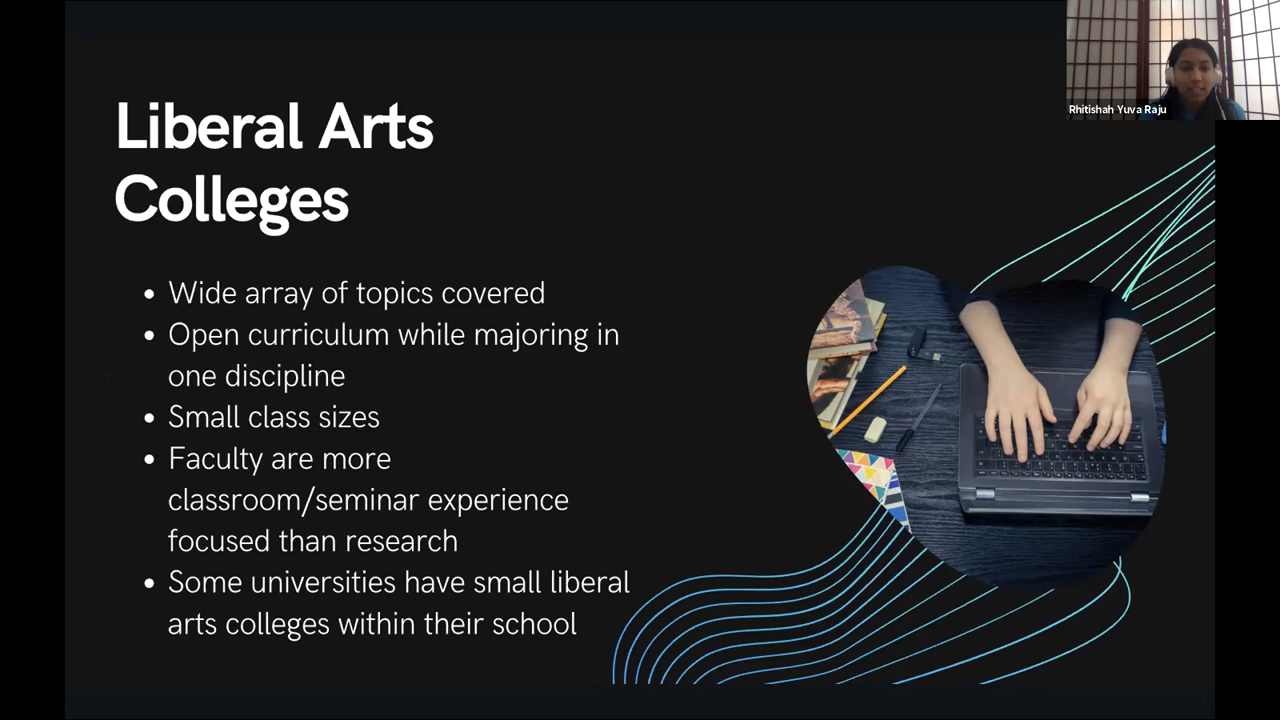 Rhitishah Yuva Raju
Liberal Arts
Colleges
• Wide array of topics covered
• Open curriculum while majoring in
one discipline
• Small class sizes
• Faculty are more
classroom/seminar experience
focused than research
• Some universities have small liberal
arts colleges within their school